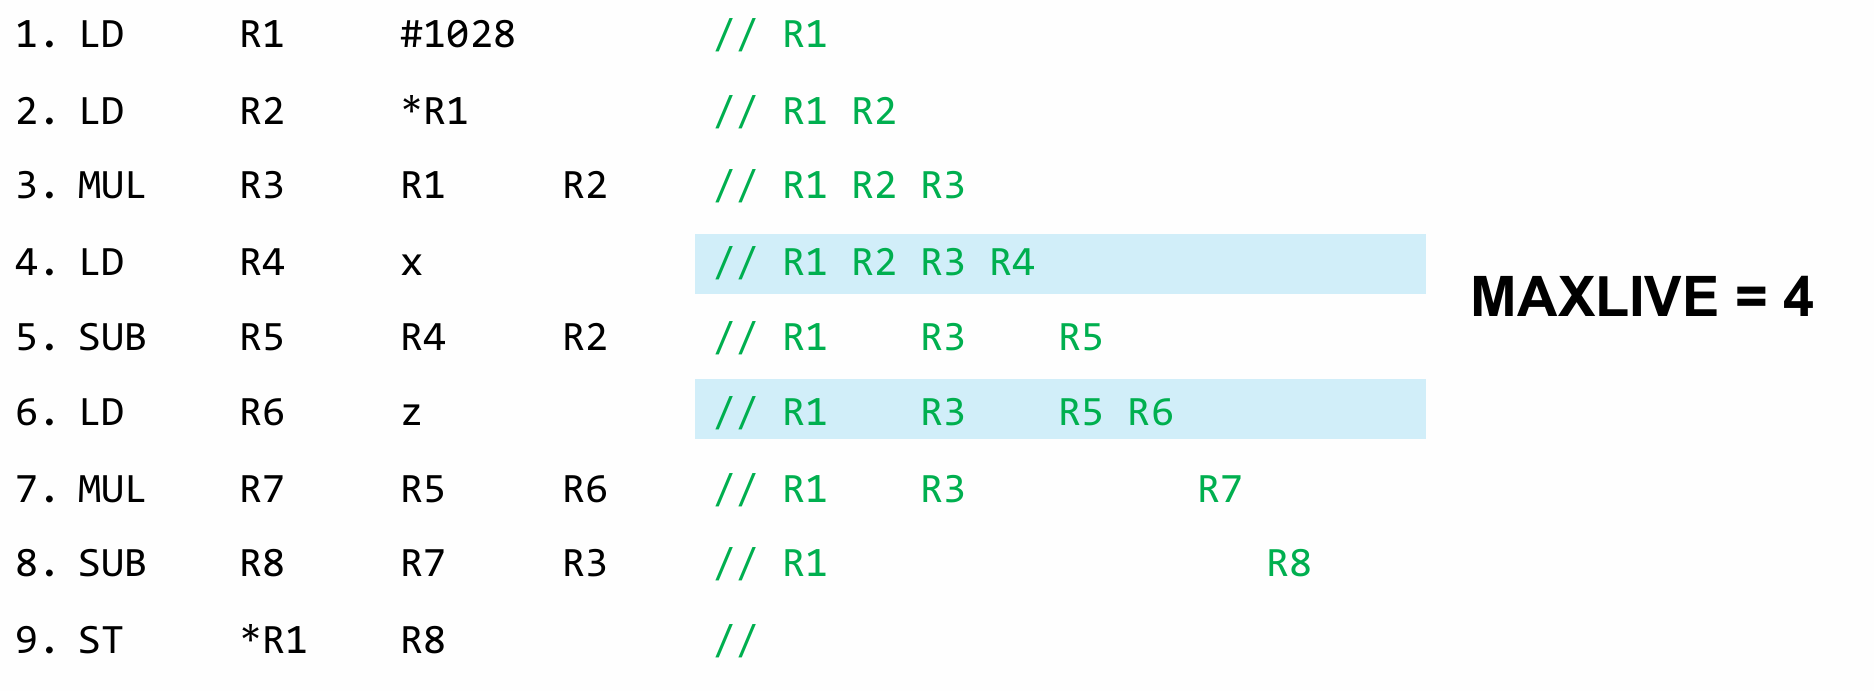 1. LD R1 #1028 // R1
2. LD R2 *R1 // R1 R2
3. MUL R3 R1 R2 // R1 R2 R3
4. LD R4 x // R1 R2 R3 R4
MAXLIVE = 4
5. SUB R5 R4 R2 // R1 R3 R5
6. LD R6 z // R1 R3 R5 R6
7. MUL R7 R5 R6 // R1 R3 R7
8. SUB R8 R7 R3 // R1 R8
9. ST *R1 R8 //